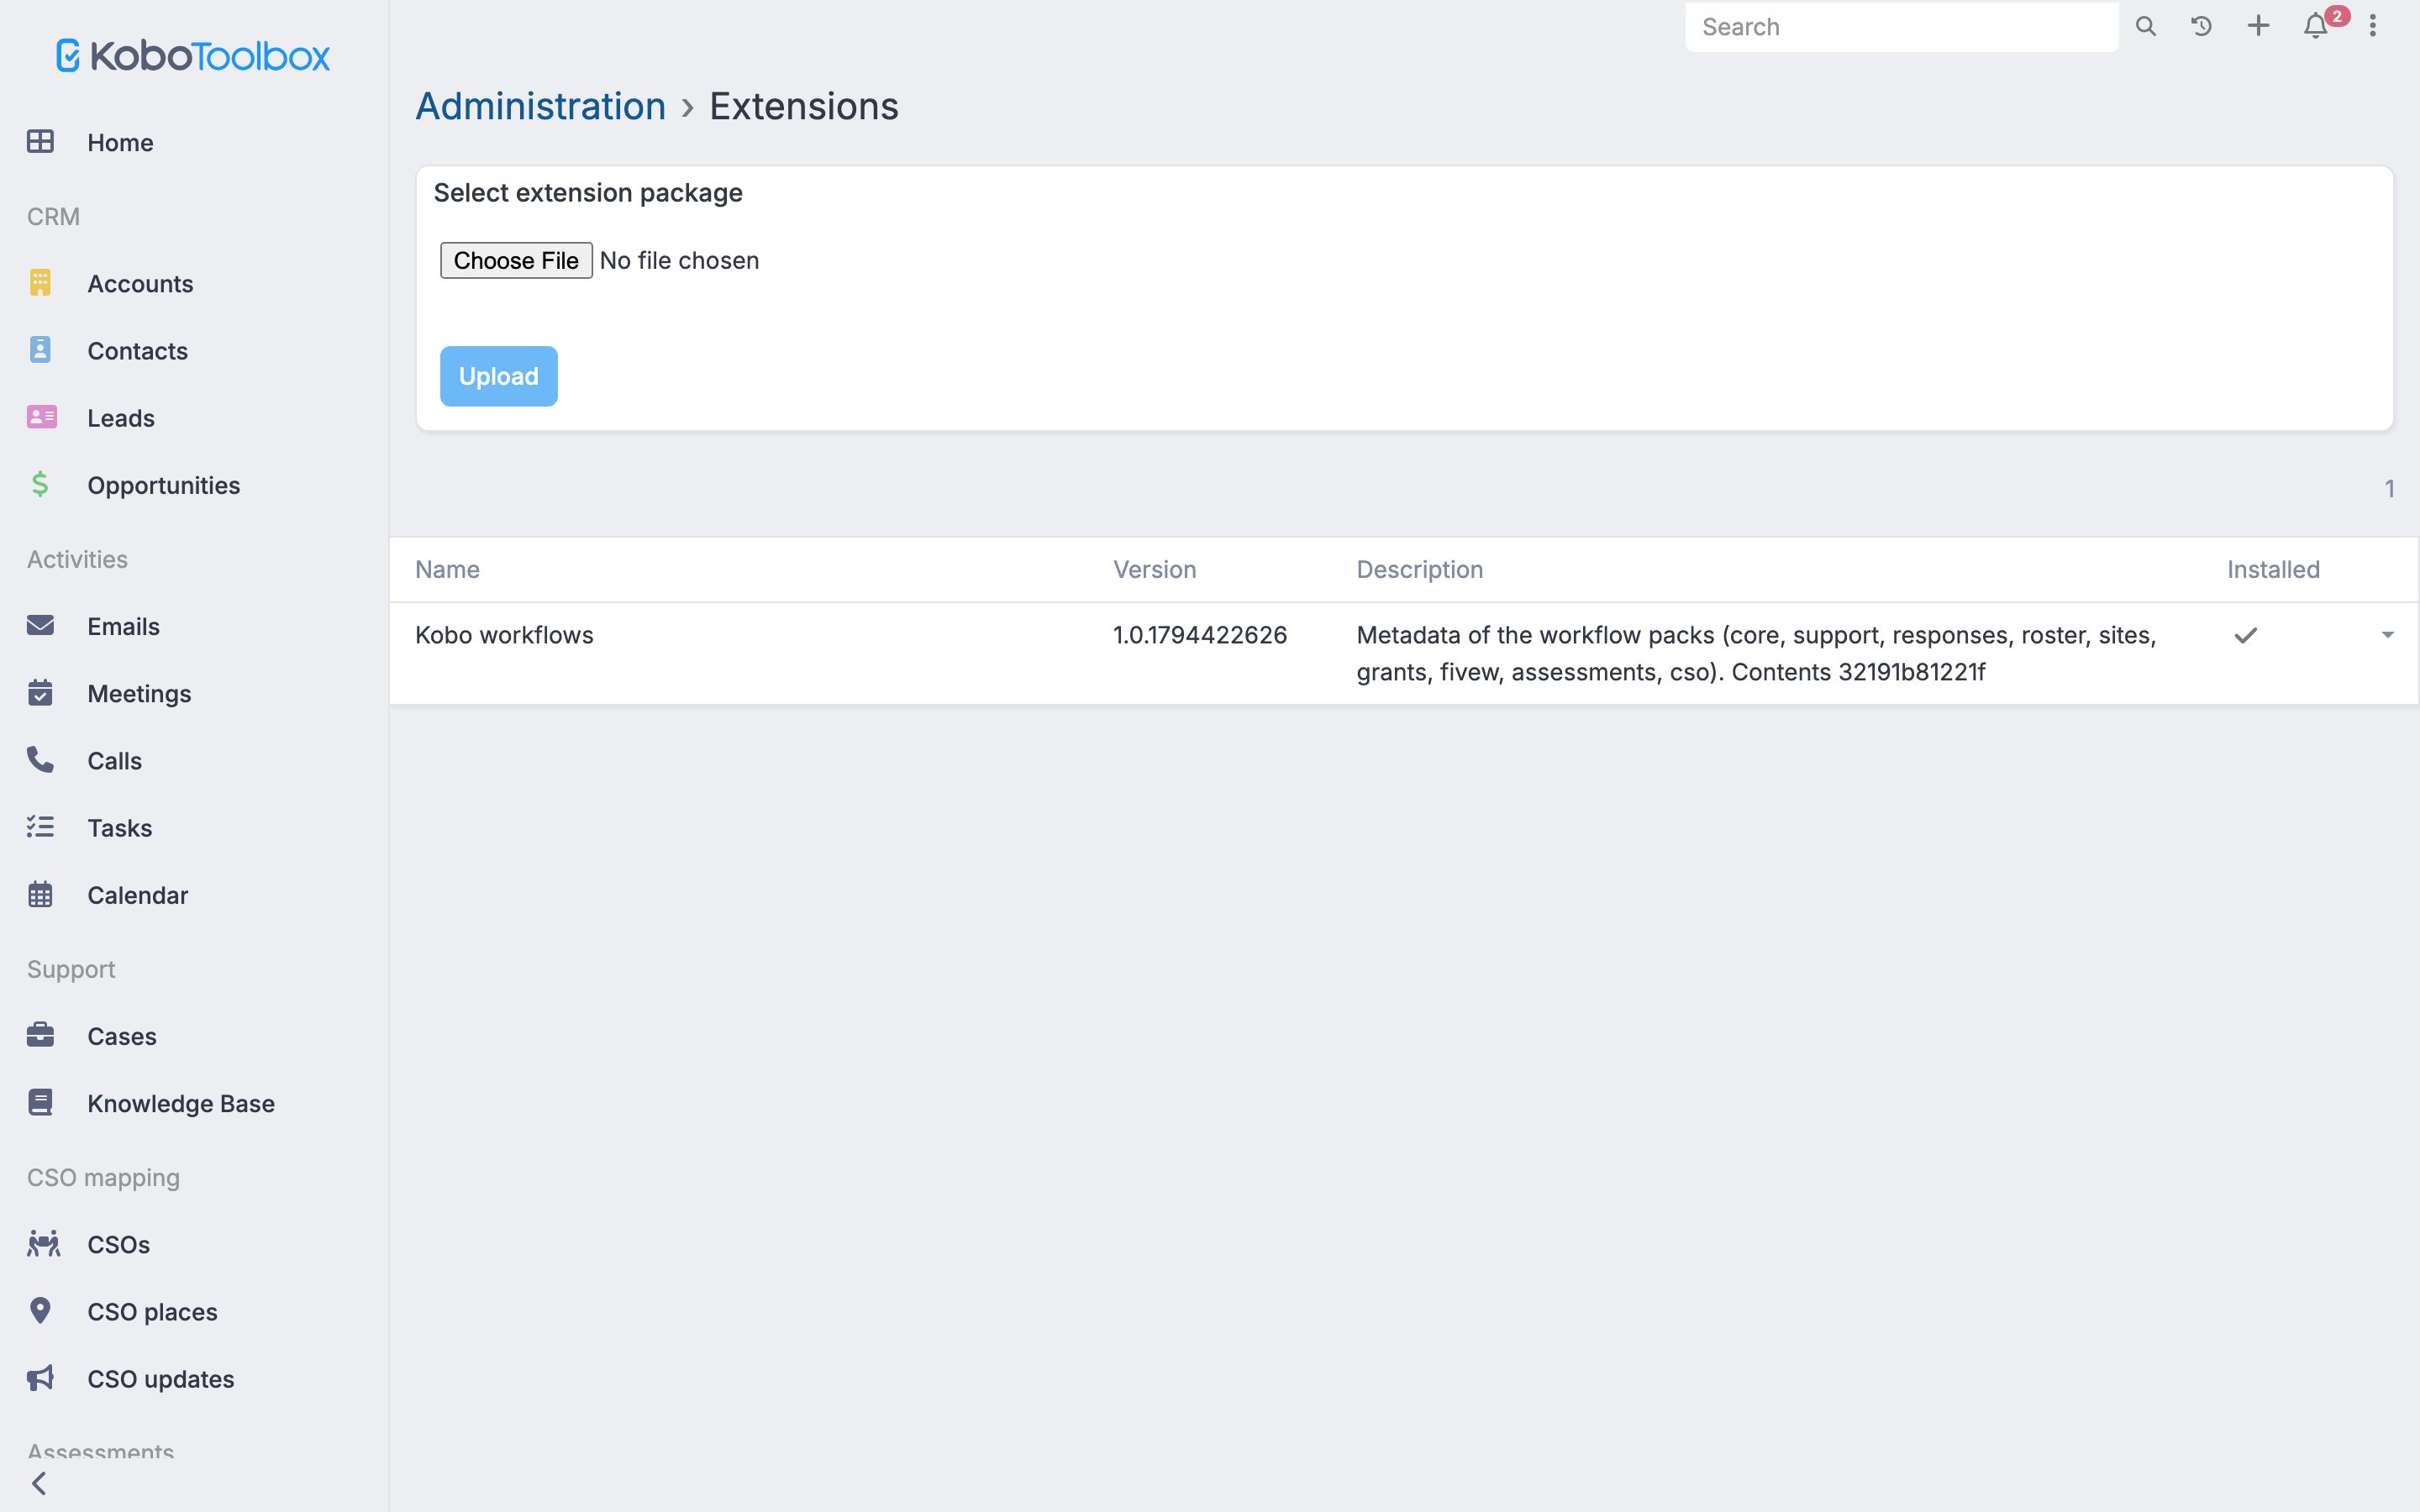 KoboToolbox
Search
2
Administration › Extensions
Home
CRM
Accounts
Contacts
Leads
Opportunities
Activities
Emails
Meetings
Calls
Tasks
Calendar
Support
Cases
Knowledge Base
CSO mapping
CSOs
CSO places
CSO updates
Assessments
Select extension package
Choose File No file chosen
Upload
1
Name Version Description Installed
Kobo workflows 1.0.1794422626 Metadata of the workflow packs (core, support, responses, roster, sites,
grants, fivew, assessments, cso). Contents 32191b81221f